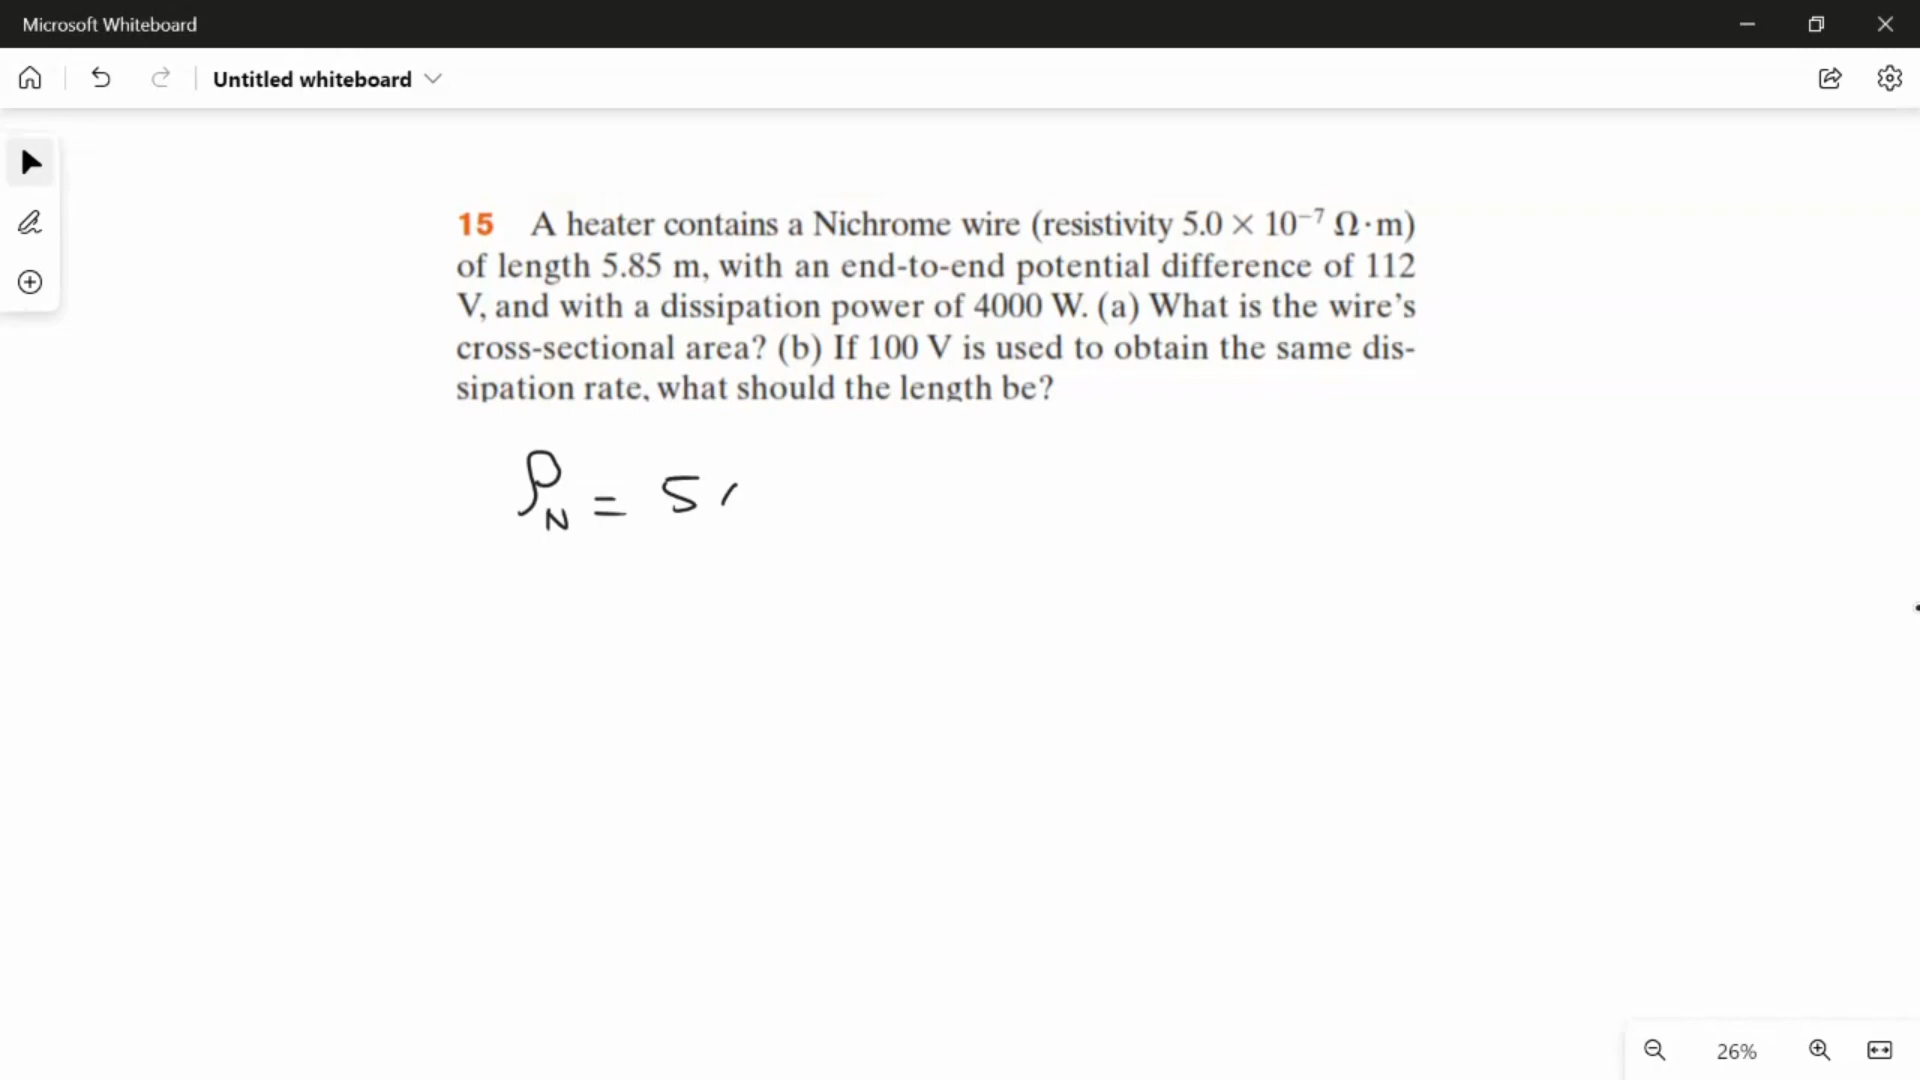 Microsoft Whiteboard
Untitled whiteboard
15 A heater contains a Nichrome wire (resistivity 5.0 × 10⁻⁷ Ω·m)
of length 5.85 m, with an end-to-end potential difference of 112
V, and with a dissipation power of 4000 W. (a) What is the wire’s
cross-sectional area? (b) If 100 V is used to obtain the same dis-
sipation rate, what should the length be?
ρ_N = 5
26%